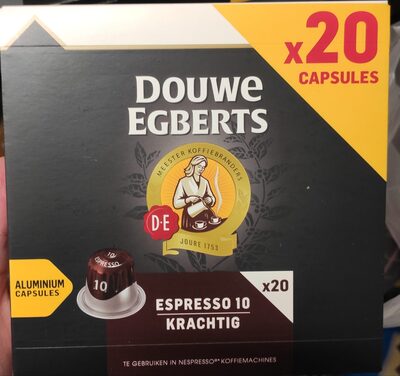 x20
CAPSULES
DOUWE
EGBERTS
MEESTER KOFFIEBRANDERS
D·E
JOURE 1753
10
ESPRESSO
10
ALUMINIUM
CAPSULES
ESPRESSO 10
KRACHTIG
x20
TE GEBRUIKEN IN NESPRESSO®* KOFFIEMACHINES